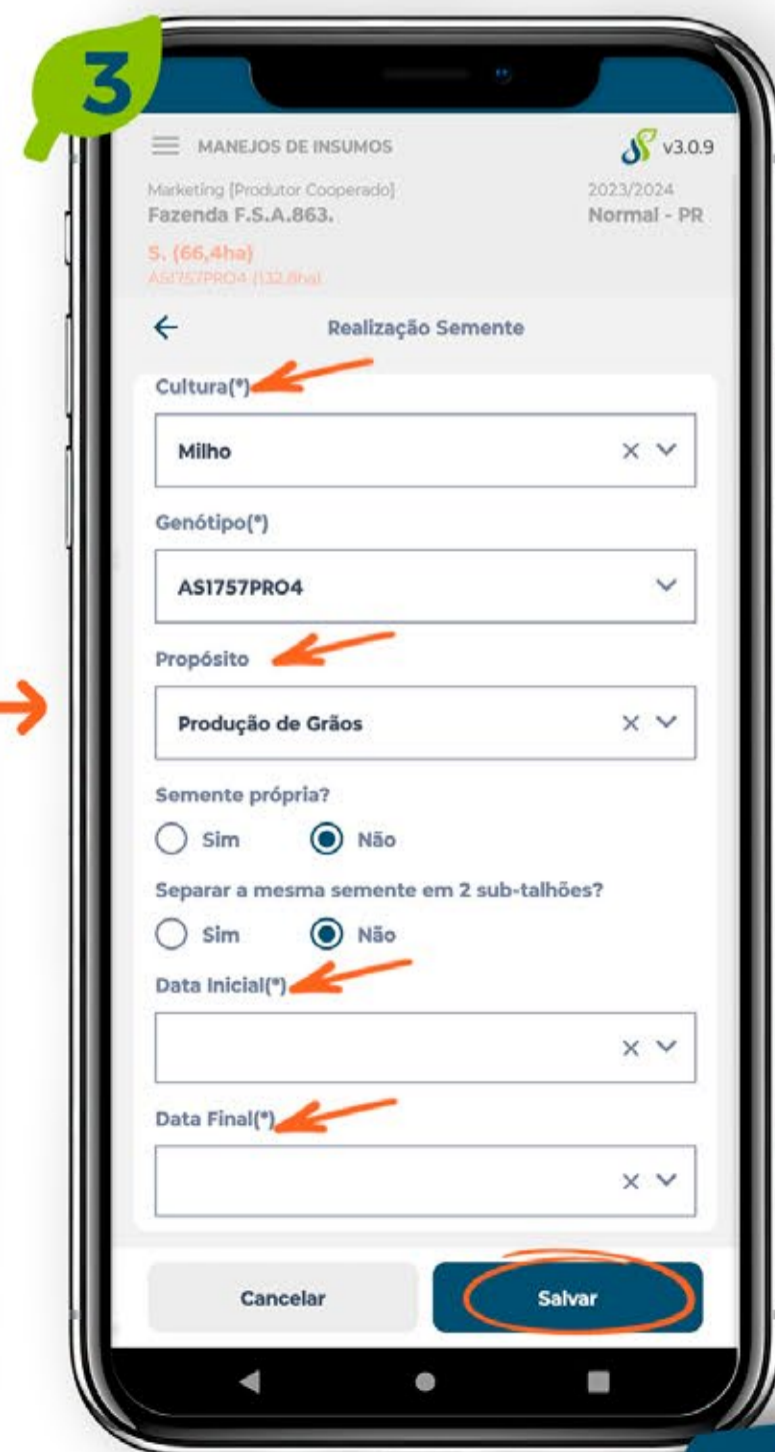 3
MANEJOS DE INSUMOS
v3.0.9
Marketing [Produtor Cooperado]
2023/2024
Fazenda F.S.A.863.
Normal - PR
S. (66,4ha)
AS1757PRO4 (132,8ha)
Realização Semente
Cultura(*)
Milho
Genótipo(*)
AS1757PRO4
Propósito
Produção de Grãos
Semente própria?
Sim Não
Separar a mesma semente em 2 sub-talhões?
Sim Não
Data Inicial(*)
Data Final(*)
Cancelar Salvar